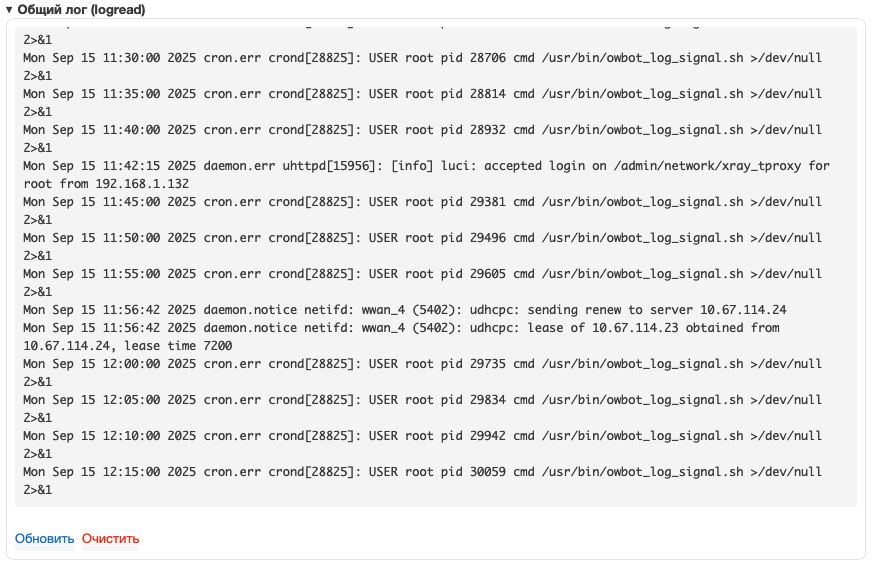 ▼ Общий лог (logread)
2>&1
Mon Sep 15 11:30:00 2025 cron.err crond[28825]: USER root pid 28706 cmd /usr/bin/owbot_log_signal.sh >/dev/null
2>&1
Mon Sep 15 11:35:00 2025 cron.err crond[28825]: USER root pid 28814 cmd /usr/bin/owbot_log_signal.sh >/dev/null
2>&1
Mon Sep 15 11:40:00 2025 cron.err crond[28825]: USER root pid 28932 cmd /usr/bin/owbot_log_signal.sh >/dev/null
2>&1
Mon Sep 15 11:42:15 2025 daemon.err uhttpd[15956]: [info] luci: accepted login on /admin/network/xray_tproxy for
root from 192.168.1.132
Mon Sep 15 11:45:00 2025 cron.err crond[28825]: USER root pid 29381 cmd /usr/bin/owbot_log_signal.sh >/dev/null
2>&1
Mon Sep 15 11:50:00 2025 cron.err crond[28825]: USER root pid 29496 cmd /usr/bin/owbot_log_signal.sh >/dev/null
2>&1
Mon Sep 15 11:55:00 2025 cron.err crond[28825]: USER root pid 29605 cmd /usr/bin/owbot_log_signal.sh >/dev/null
2>&1
Mon Sep 15 11:56:42 2025 daemon.notice netifd: wwan_4 (5402): udhcpc: sending renew to server 10.67.114.24
Mon Sep 15 11:56:42 2025 daemon.notice netifd: wwan_4 (5402): udhcpc: lease of 10.67.114.23 obtained from
10.67.114.24, lease time 7200
Mon Sep 15 12:00:00 2025 cron.err crond[28825]: USER root pid 29735 cmd /usr/bin/owbot_log_signal.sh >/dev/null
2>&1
Mon Sep 15 12:05:00 2025 cron.err crond[28825]: USER root pid 29834 cmd /usr/bin/owbot_log_signal.sh >/dev/null
2>&1
Mon Sep 15 12:10:00 2025 cron.err crond[28825]: USER root pid 29942 cmd /usr/bin/owbot_log_signal.sh >/dev/null
2>&1
Mon Sep 15 12:15:00 2025 cron.err crond[28825]: USER root pid 30059 cmd /usr/bin/owbot_log_signal.sh >/dev/null
2>&1
Обновить Очистить